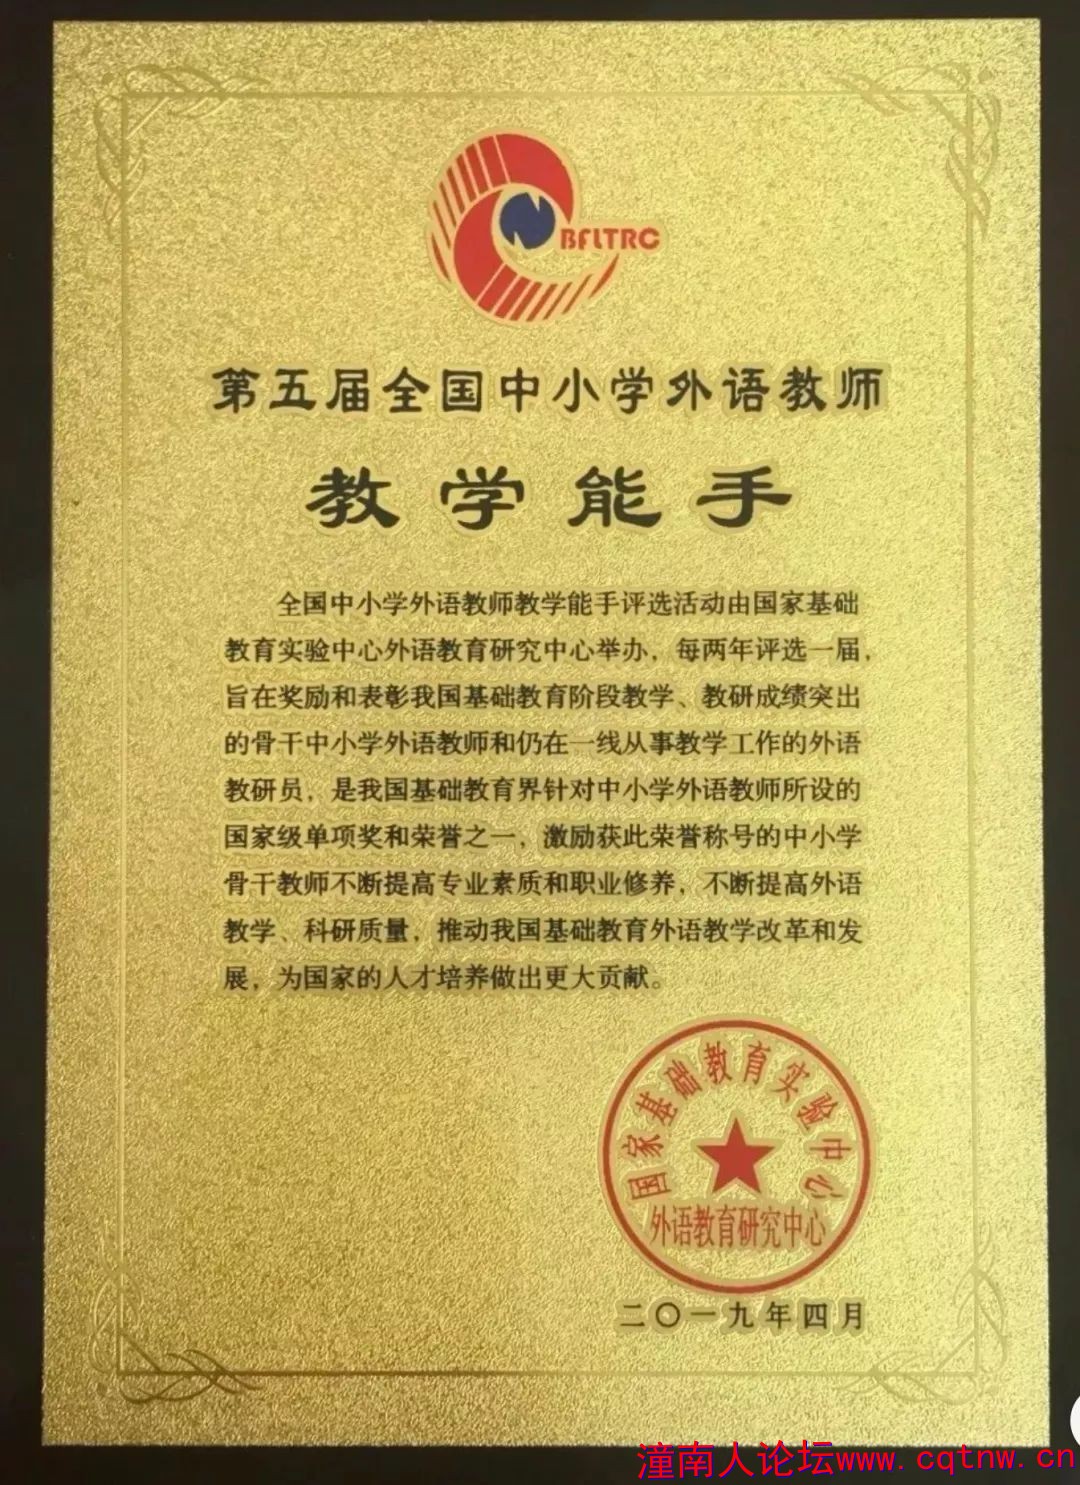 BFLTRC
第五届全国中小学外语教师
教学能手
全国中小学外语教师教学能手评选活动由国家基础
教育实验中心外语教育研究中心举办，每两年评选一届，
旨在奖励和表彰我国基础教育阶段教学、教研成绩突出
的骨干中小学外语教师和仍在一线从事教学工作的外语
教研员，是我国基础教育界针对中小学外语教师所设的
国家级单项奖和荣誉之一，激励获此荣誉称号的中小学
骨干教师不断提高专业素质和职业修养，不断提高外语
教学、科研质量，推动我国基础教育外语教学改革和发
展，为国家的人才培养做出更大贡献。
国家基础教育实验中心
外语教育研究中心
二〇一九年四月
潼南人论坛www.cqtnw.cn